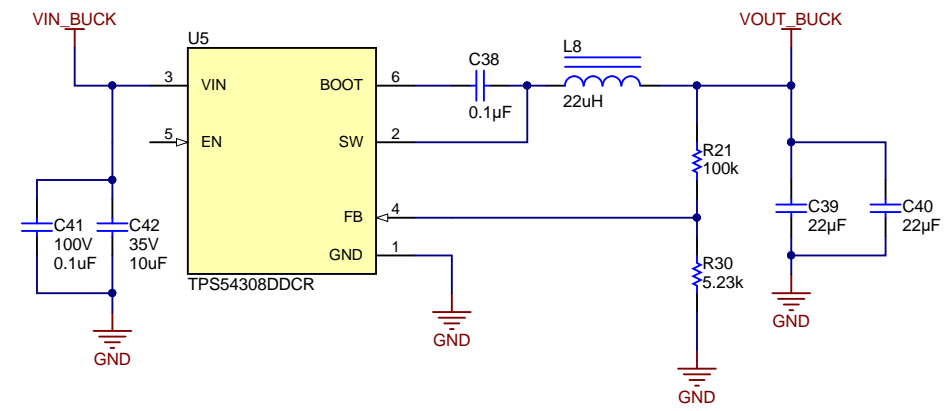 VIN_BUCK
VOUT_BUCK
U5
3
VIN
BOOT
6
C38
0.1µF
L8
22uH
5
EN
SW
2
R21
100k
FB
4
C41
100V
0.1uF
C42
35V
10uF
C39
22µF
C40
22µF
GND
1
R30
5.23k
TPS54308DDCR
GND
GND
GND
GND